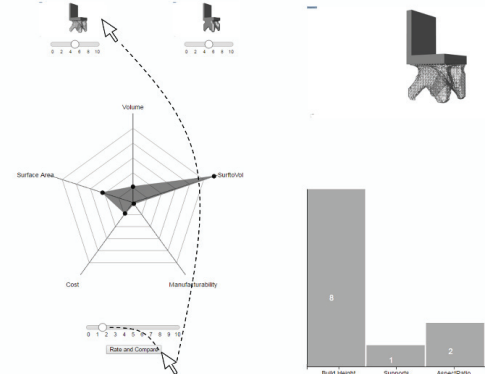 0 2 4 6 8 10
0 2 4 6 8 10
Volume
Surface Area
SurftoVol
Cost
Manufacturability
0 1 2 3 4 5 6 7 8 9 10
Rate and Compare
8
1
2
Build Height
Supports
AspectRatio